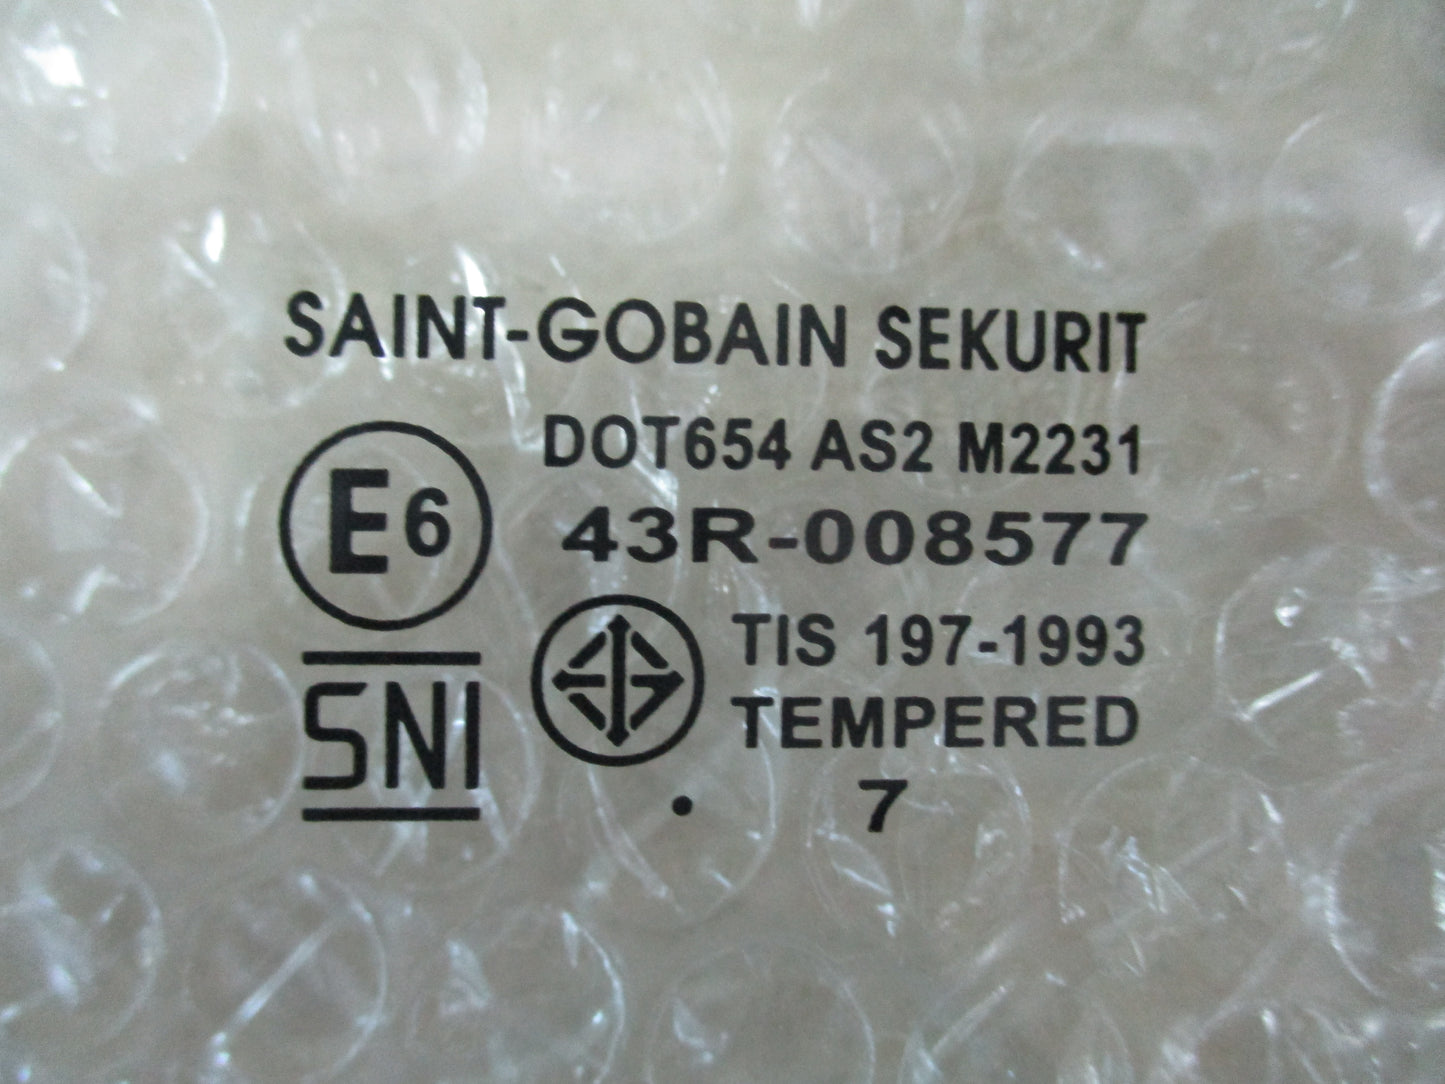 SAINT-GOBAIN SEKURIT
DOT654 AS2 M2231
E6
43R-008577
TIS 197-1993
SNI
TEMPERED
. 7